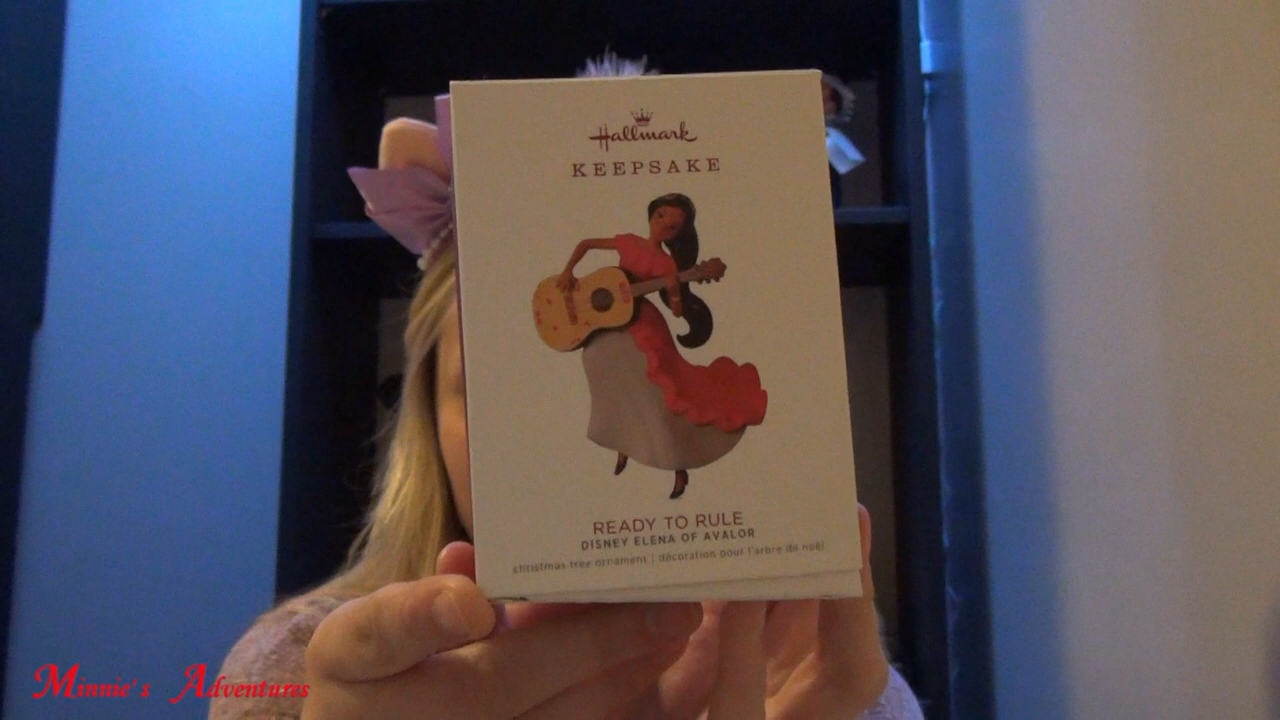 Hallmark
KEEPSAKE
READY TO RULE
DISNEY ELENA OF AVALOR
christmas tree ornament | décoration pour l'arbre de noël
Minnie's Adventures